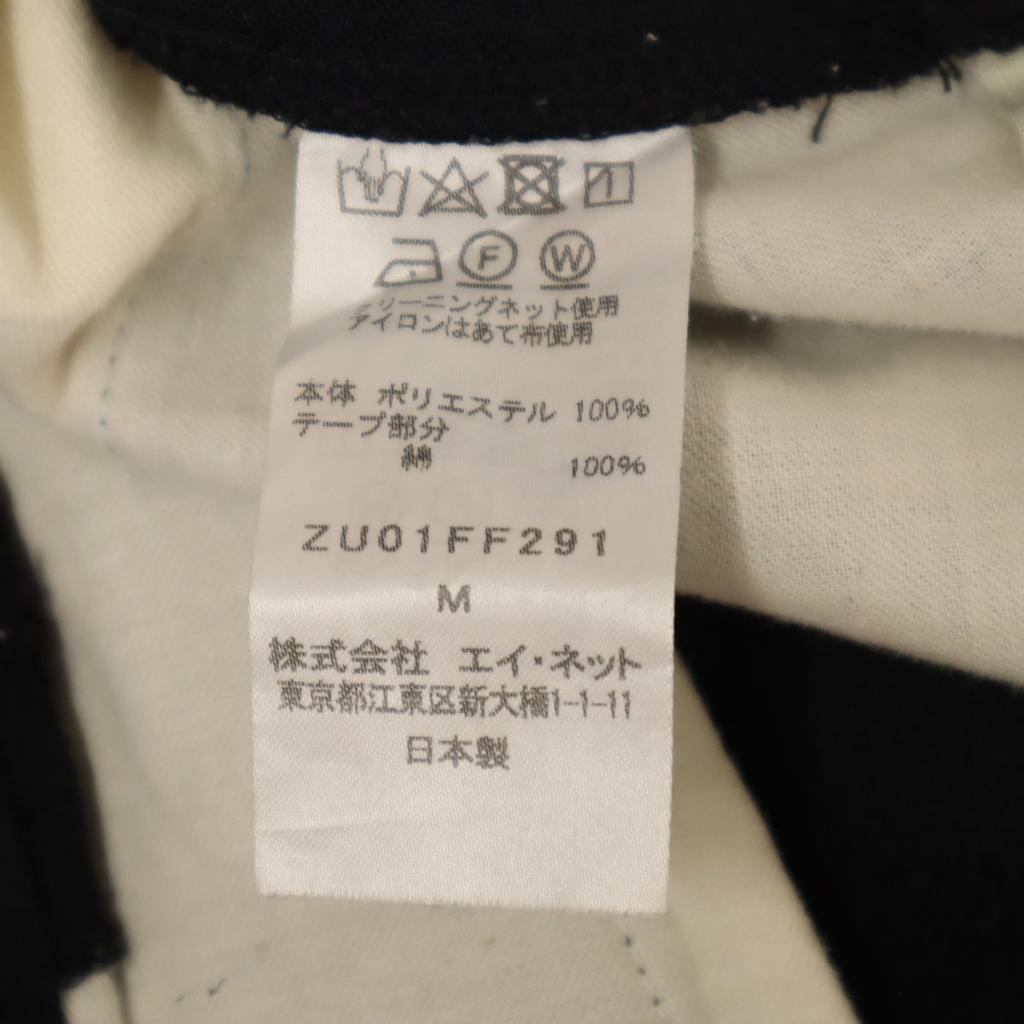 F W
クリーニングネット使用
アイロンはあて布使用
本体 ポリエステル 100%
テープ部分
綿 100%
ZU01FF291
M
株式会社 エイ・ネット
東京都江東区新大橋1-1-11
日本製